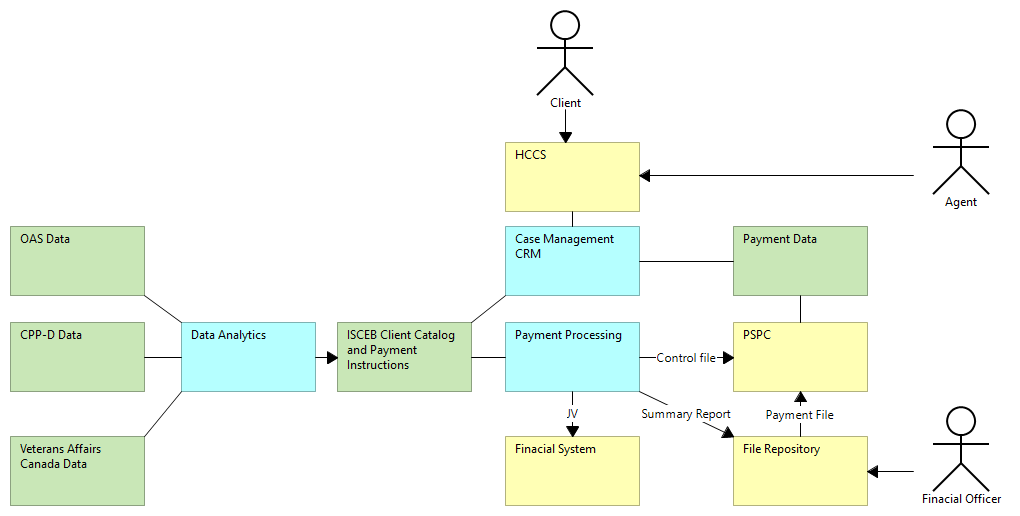 Client
HCCS
Agent
OAS Data
Case Management
CRM
Payment Data
CPP-D Data
Data Analytics
ISCEB Client Catalog
and Payment
Instructions
Payment Processing
Control file
PSPC
JV
Summary Report
Payment File
Veterans Affairs
Canada Data
Finacial System
File Repository
Finacial Officer